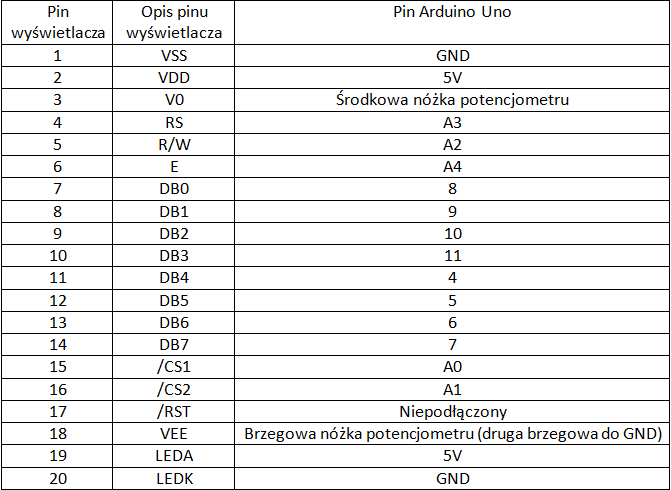 Pin wyświetlacza Opis pinu wyświetlacza Pin Arduino Uno
1 VSS GND
2 VDD 5V
3 V0 Środkowa nóżka potencjometru
4 RS A3
5 R/W A2
6 E A4
7 DB0 8
8 DB1 9
9 DB2 10
10 DB3 11
11 DB4 4
12 DB5 5
13 DB6 6
14 DB7 7
15 /CS1 A0
16 /CS2 A1
17 /RST Niepodłączony
18 VEE Brzegowa nóżka potencjometru (druga brzegowa do GND)
19 LEDA 5V
20 LEDK GND